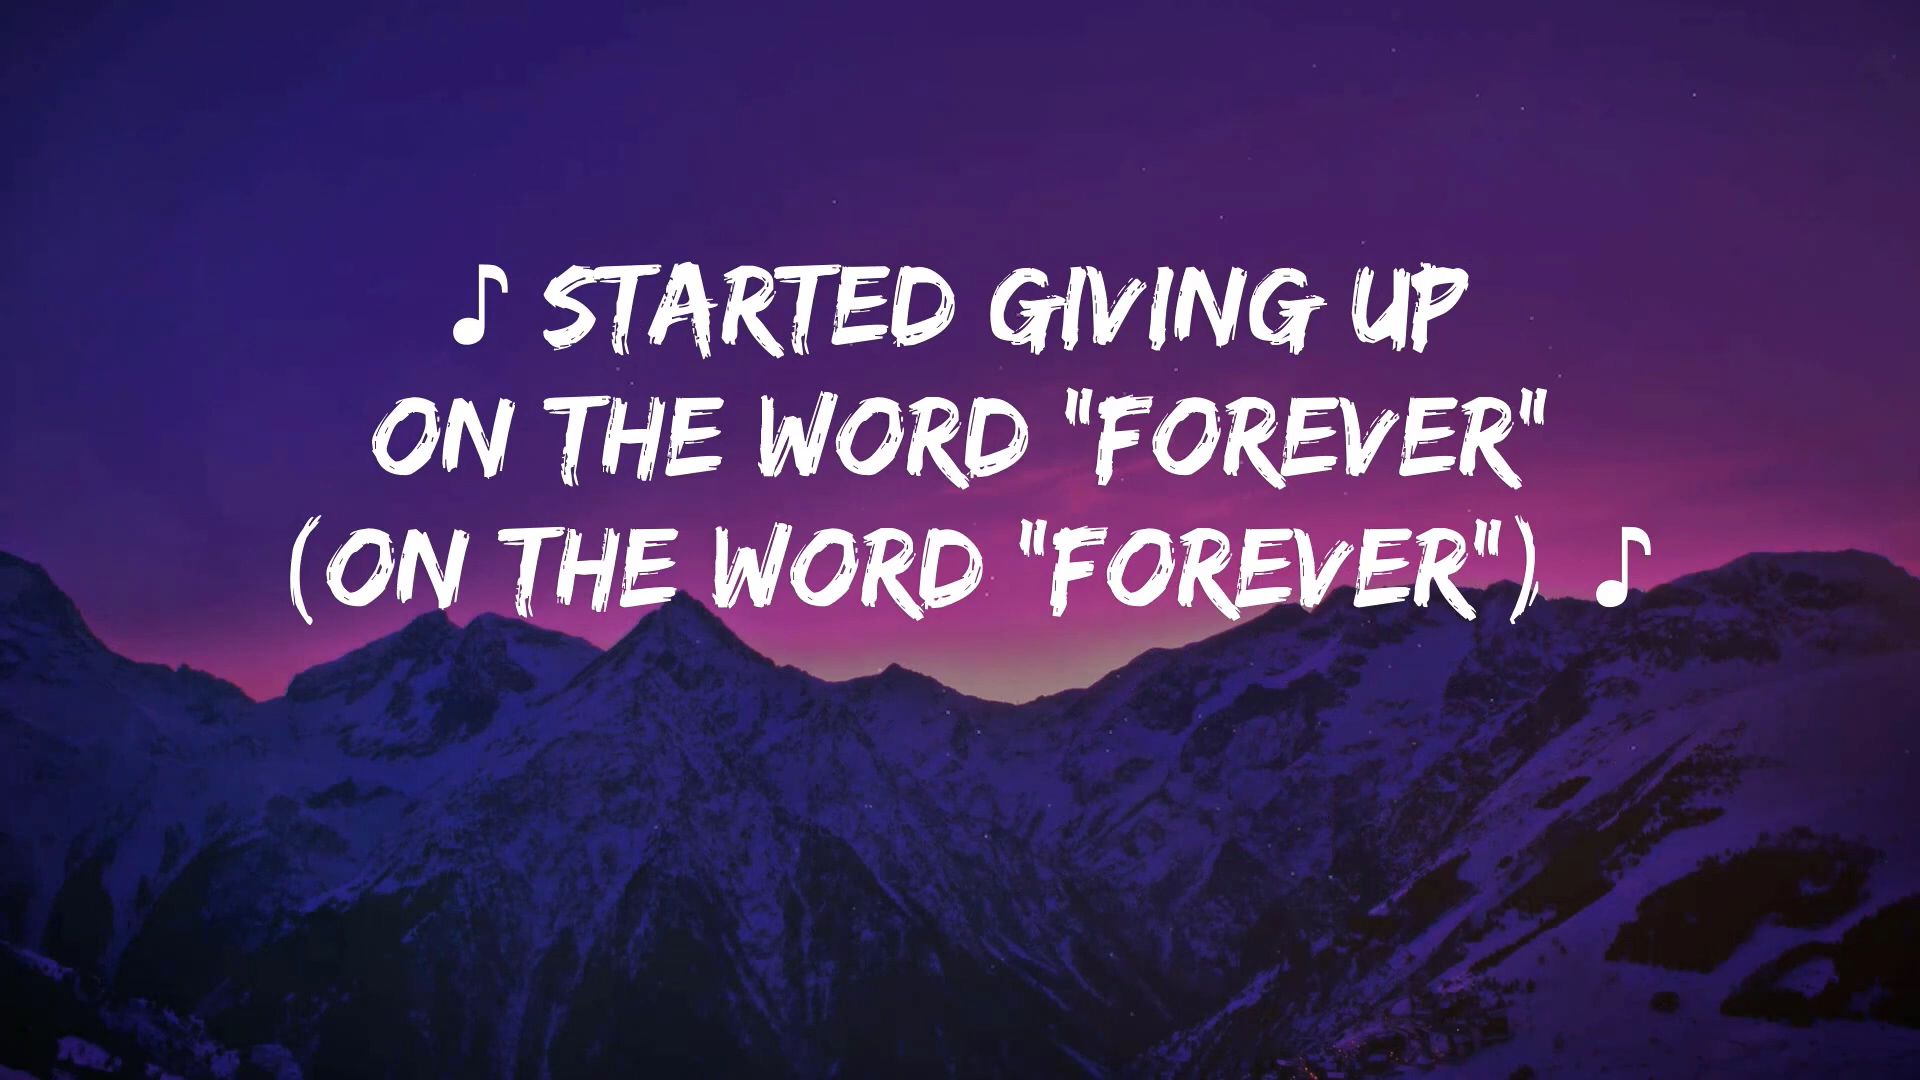 ♪ STARTED GIVING UP
ON THE WORD "FOREVER"
(ON THE WORD "FOREVER") ♪